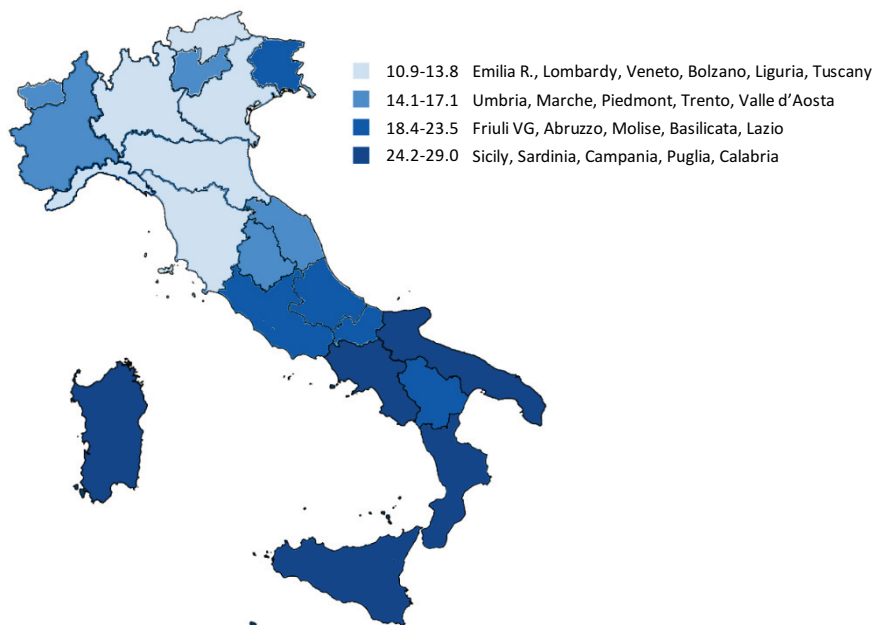 10.9-13.8 Emilia R., Lombardy, Veneto, Bolzano, Liguria, Tuscany
14.1-17.1 Umbria, Marche, Piedmont, Trento, Valle d’Aosta
18.4-23.5 Friuli VG, Abruzzo, Molise, Basilicata, Lazio
24.2-29.0 Sicily, Sardinia, Campania, Puglia, Calabria